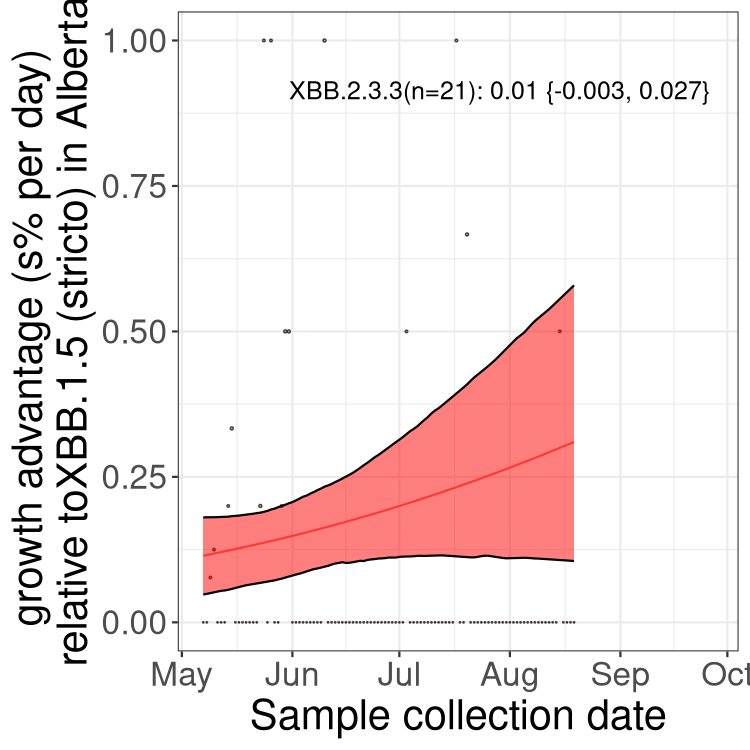 growth advantage (s% per day)
relative toXBB.1.5 (stricto) in Alberta
1.00
0.75
0.50
0.25
0.00
XBB.2.3.3(n=21): 0.01 {-0.003, 0.027}
May Jun Jul Aug Sep Oct
Sample collection date